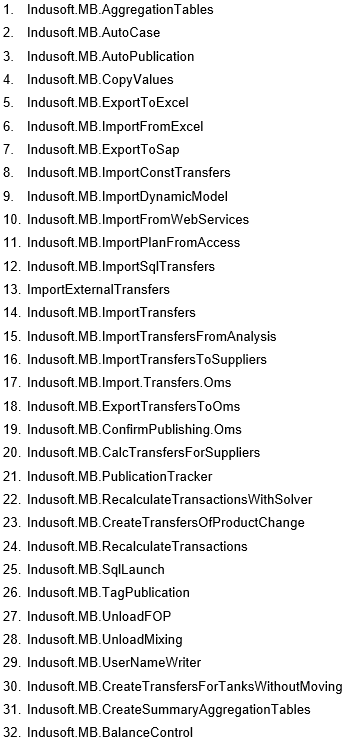 1. Indusoft.MB.AggregationTables
2. Indusoft.MB.AutoCase
3. Indusoft.MB.AutoPublication
4. Indusoft.MB.CopyValues
5. Indusoft.MB.ExportToExcel
6. Indusoft.MB.ImportFromExcel
7. Indusoft.MB.ExportToSap
8. Indusoft.MB.ImportConstTransfers
9. Indusoft.MB.ImportDynamicModel
10. Indusoft.MB.ImportFromWebServices
11. Indusoft.MB.ImportPlanFromAccess
12. Indusoft.MB.ImportSqlTransfers
13. ImportExternalTransfers
14. Indusoft.MB.ImportTransfers
15. Indusoft.MB.ImportTransfersFromAnalysis
16. Indusoft.MB.ImportTransfersToSuppliers
17. Indusoft.MB.Import.Transfers.Oms
18. Indusoft.MB.ExportTransfersToOms
19. Indusoft.MB.ConfirmPublishing.Oms
20. Indusoft.MB.CalcTransfersForSuppliers
21. Indusoft.MB.PublicationTracker
22. Indusoft.MB.RecalculateTransactionsWithSolver
23. Indusoft.MB.CreateTransfersOfProductChange
24. Indusoft.MB.RecalculateTransactions
25. Indusoft.MB.SqlLaunch
26. Indusoft.MB.TagPublication
27. Indusoft.MB.UnloadFOP
28. Indusoft.MB.UnloadMixing
29. Indusoft.MB.UserNameWriter
30. Indusoft.MB.CreateTransfersForTanksWithoutMoving
31. Indusoft.MB.CreateSummaryAggregationTables
32. Indusoft.MB.BalanceControl